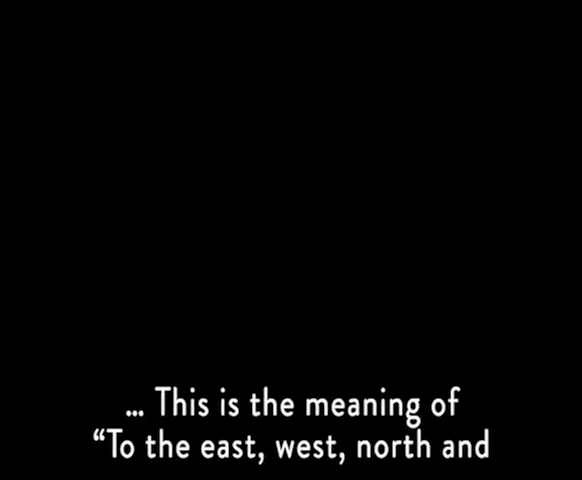 … This is the meaning of
“To the east, west, north and